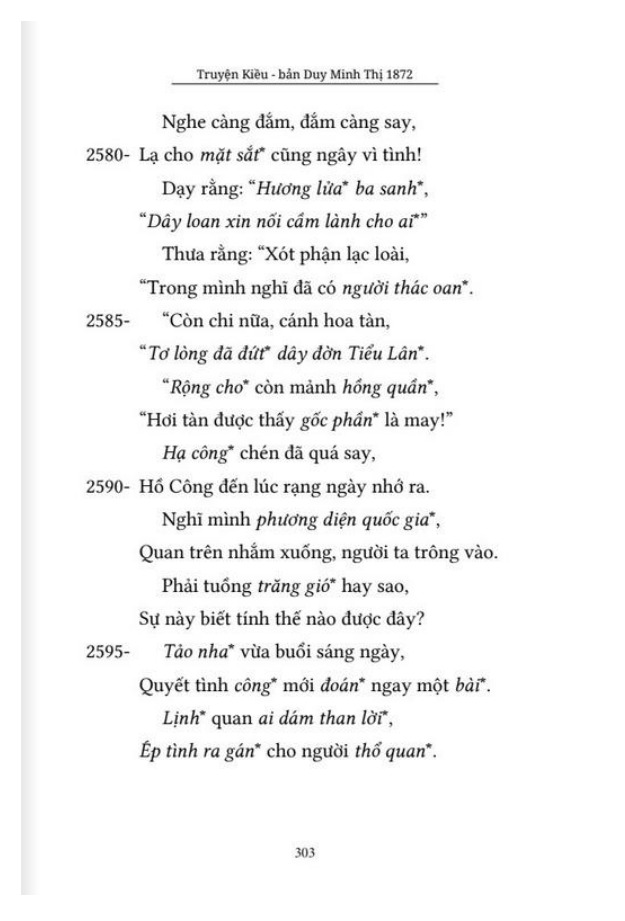 Truyện Kiều - bản Duy Minh Thị 1872
Nghe càng đắm, đắm càng say,
2580- Lạ cho mặt sắt* cũng ngây vì tình!
Dạy rằng: “Hương lửa* ba sanh*,
“Dây loan xin nối cầm lành cho ai*”
Thưa rằng: “Xót phận lạc loài,
“Trong mình nghĩ đã có người thác oan*.
2585- “Còn chi nữa, cánh hoa tàn,
“Tơ lòng đã đứt* dây đờn Tiểu Lân*.
“Rộng cho* còn mảnh hồng quần*,
“Hơi tàn được thấy gốc phần* là may!”
Hạ công* chén đã quá say,
2590- Hồ Công đến lúc rạng ngày nhớ ra.
Nghĩ mình phương diện quốc gia*,
Quan trên nhắm xuống, người ta trông vào.
Phải tuồng trăng gió* hay sao,
Sự này biết tính thế nào được đây?
2595- Tảo nha* vừa buổi sáng ngày,
Quyết tình công* mới đoán* ngay một bài*.
Lịnh* quan ai dám than lời*,
Ép tình ra gán* cho người thổ quan*.
303